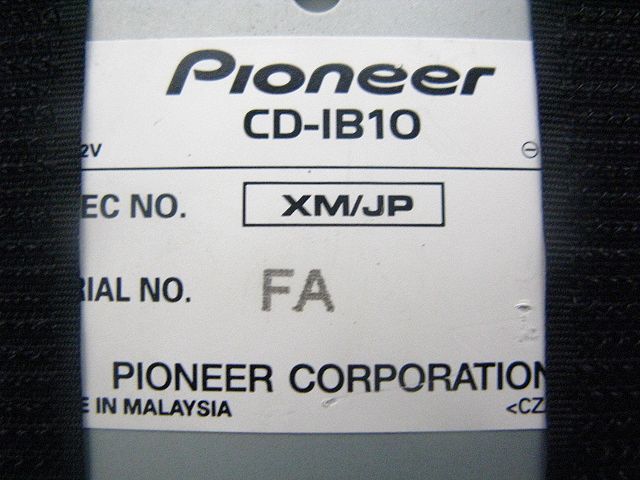 Pioneer
CD-IB10
2V ⊖
EC NO. XM/JP
RIAL NO. FA
PIONEER CORPORATION
E IN MALAYSIA <CZ